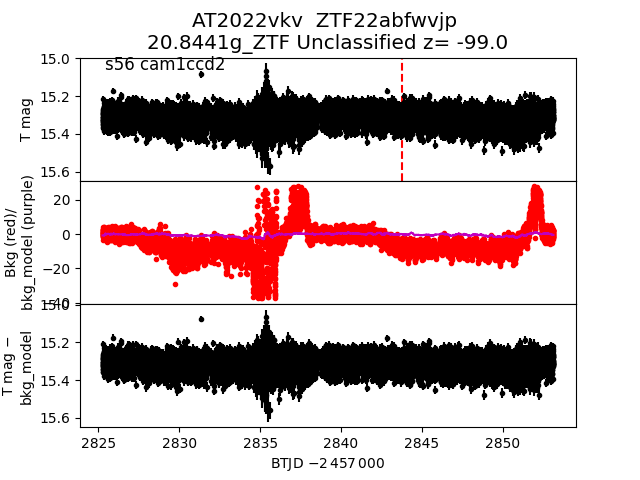 AT2022vkv  ZTF22abfwvjp
20.8441g_ZTF Unclassified z= -99.0
s56 cam1ccd2
15.0
15.2
15.4
15.6
T mag
20
0
−20
−40
Bkg (red)/
bkg_model (purple)
15.0
15.2
15.4
15.6
T mag −
bkg_model
2825 2830 2835 2840 2845 2850
BTJD −2 457 000